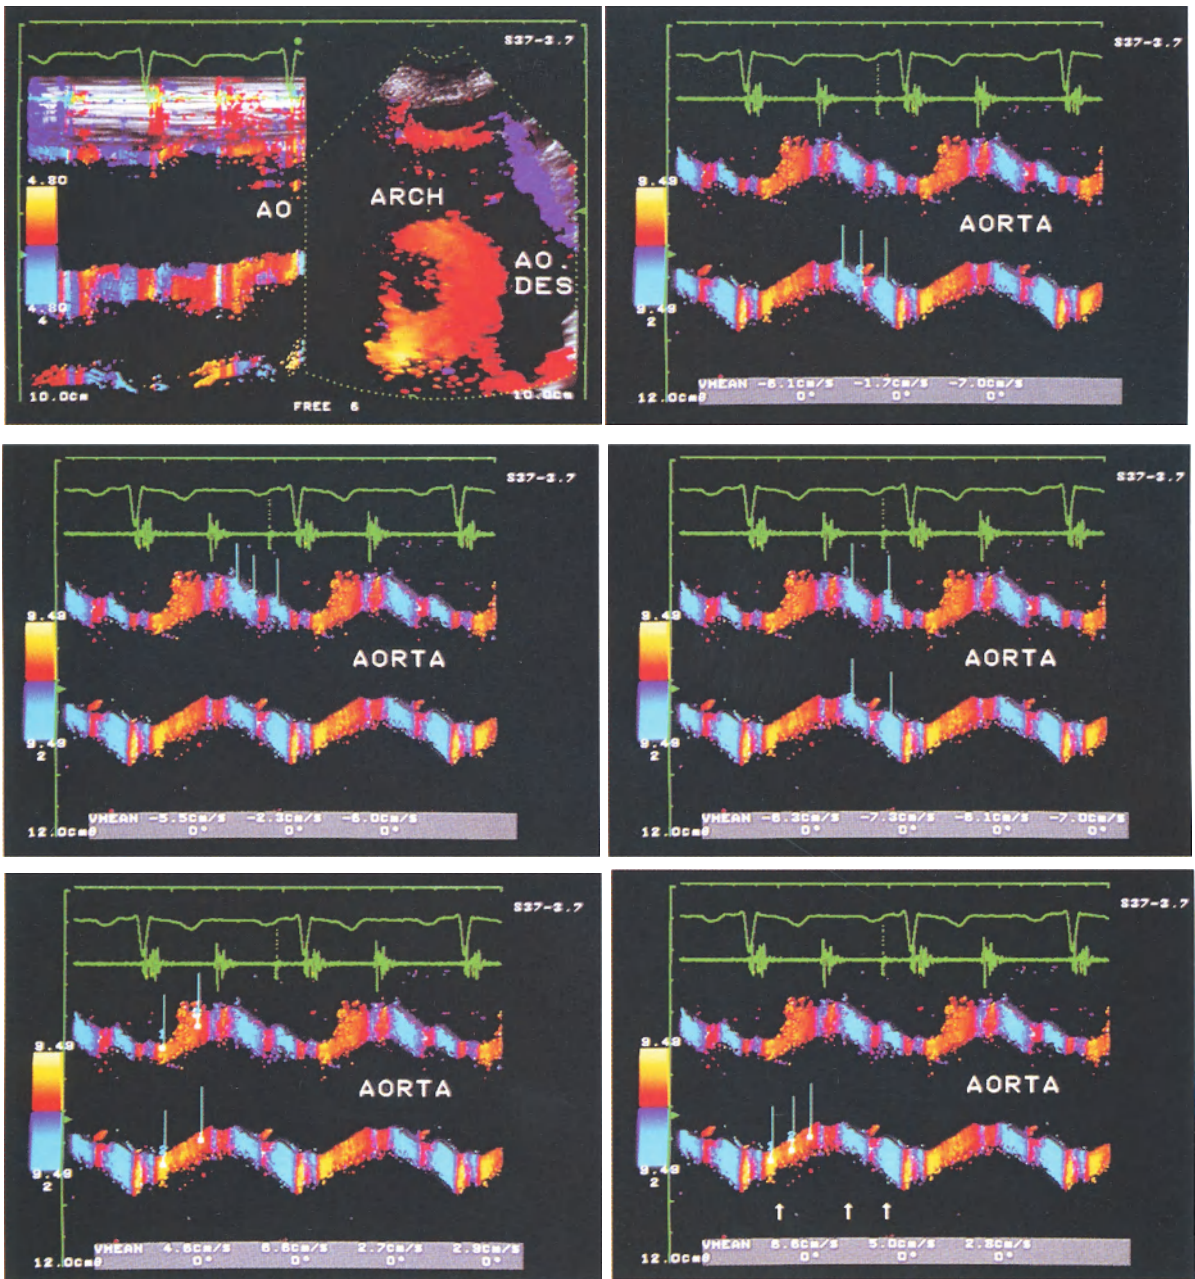 S37-3.7
4.80
AO
ARCH
AO.
DES
4.80
4
10.0cm
10.0cm
FREE 6
S37-3.7
9.49
AORTA
9.49
2
VMEAN -6.1cm/s -1.7cm/s -7.0cm/s
12.0cm
0° 0° 0°
S37-3.7
9.49
AORTA
9.49
2
VMEAN -5.5cm/s -2.3cm/s -6.0cm/s
12.0cm
0° 0° 0°
S37-3.7
9.49
AORTA
9.49
2
VMEAN -6.3cm/s -7.3cm/s -6.1cm/s -7.0cm/s
12.0cm
0° 0° 0° 0°
S37-3.7
9.49
AORTA
9.49
2
VMEAN 4.6cm/s 6.6cm/s 2.7cm/s 2.9cm/s
12.0cm
0° 0° 0° 0°
S37-3.7
9.49
AORTA
9.49
2
VMEAN 6.6cm/s 5.0cm/s 2.8cm/s
12.0cm
0° 0° 0°